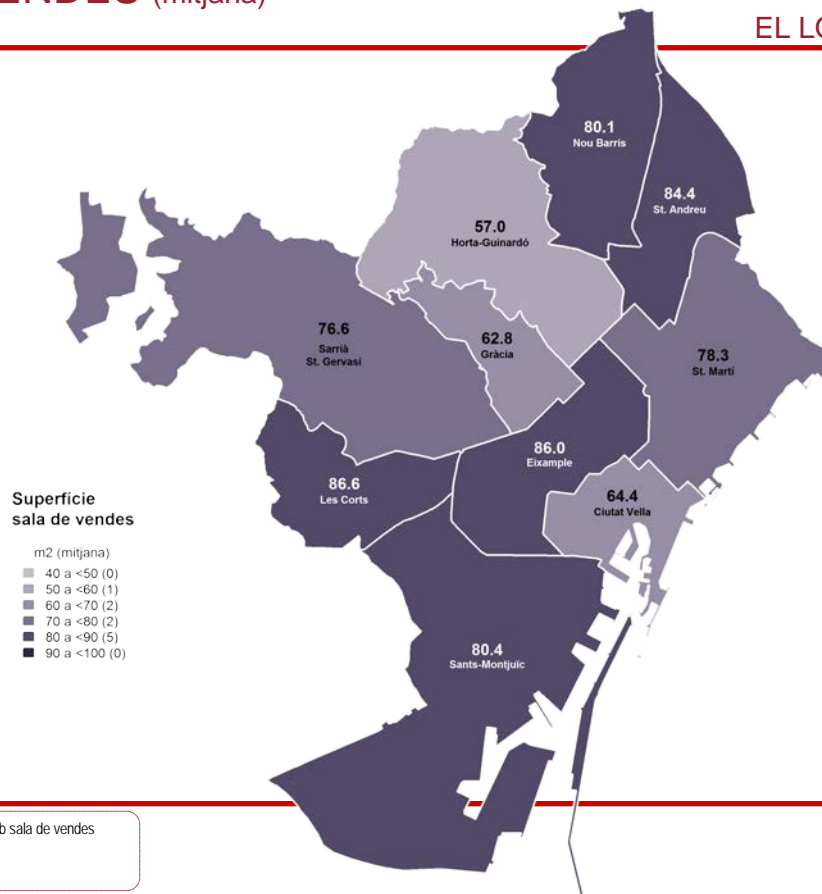 (mitjana)
EL
80.1
Nou Barris
84.4
St. Andreu
57.0
Horta-Guinardó
76.6
Sarrià
St. Gervasi
62.8
Gràcia
78.3
St. Martí
86.0
Eixample
86.6
Les Corts
64.4
Ciutat Vella
80.4
Sants-Montjuïc
Superfície
sala de vendes
m2 (mitjana)
40 a <50 (0)
50 a <60 (1)
60 a <70 (2)
70 a <80 (2)
80 a <90 (5)
90 a <100 (0)
sala de vendes